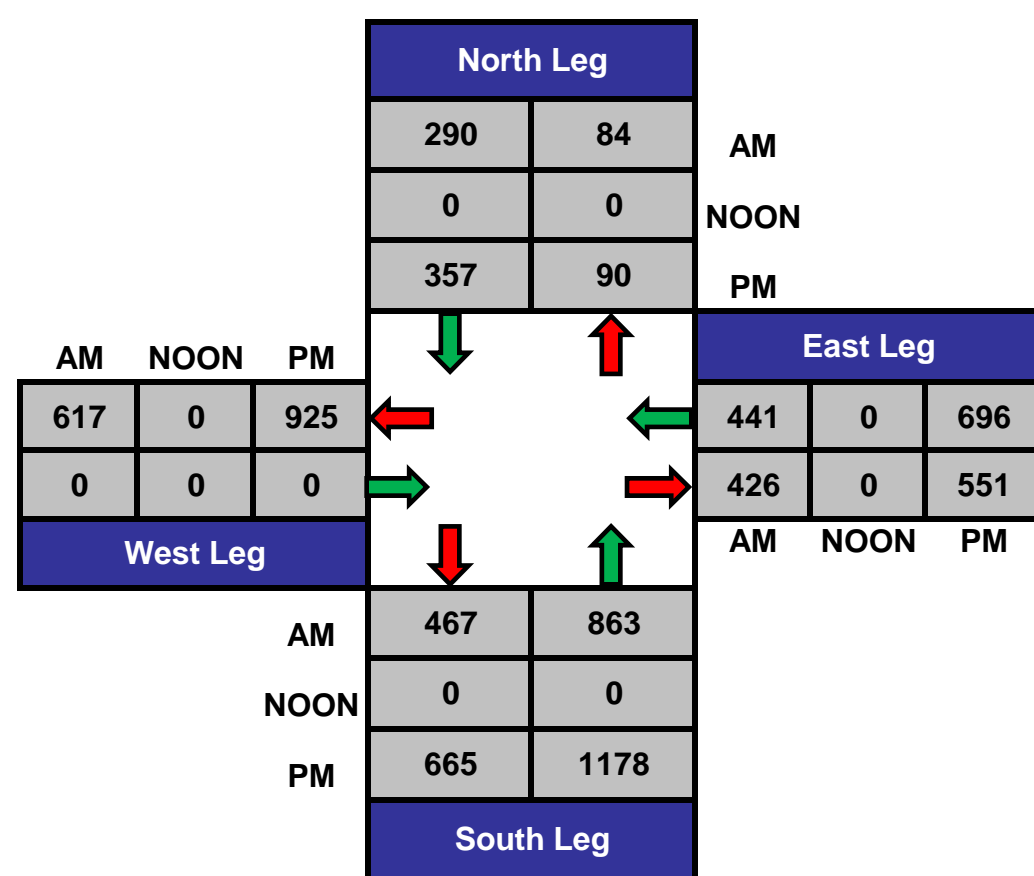 North Leg
290 84 AM
0 0 NOON
357 90 PM
East Leg
AM NOON PM
617 0 925 441 0 696
0 0 0 426 0 551
West Leg AM NOON PM
AM 467 863
NOON 0 0
PM 665 1178
South Leg